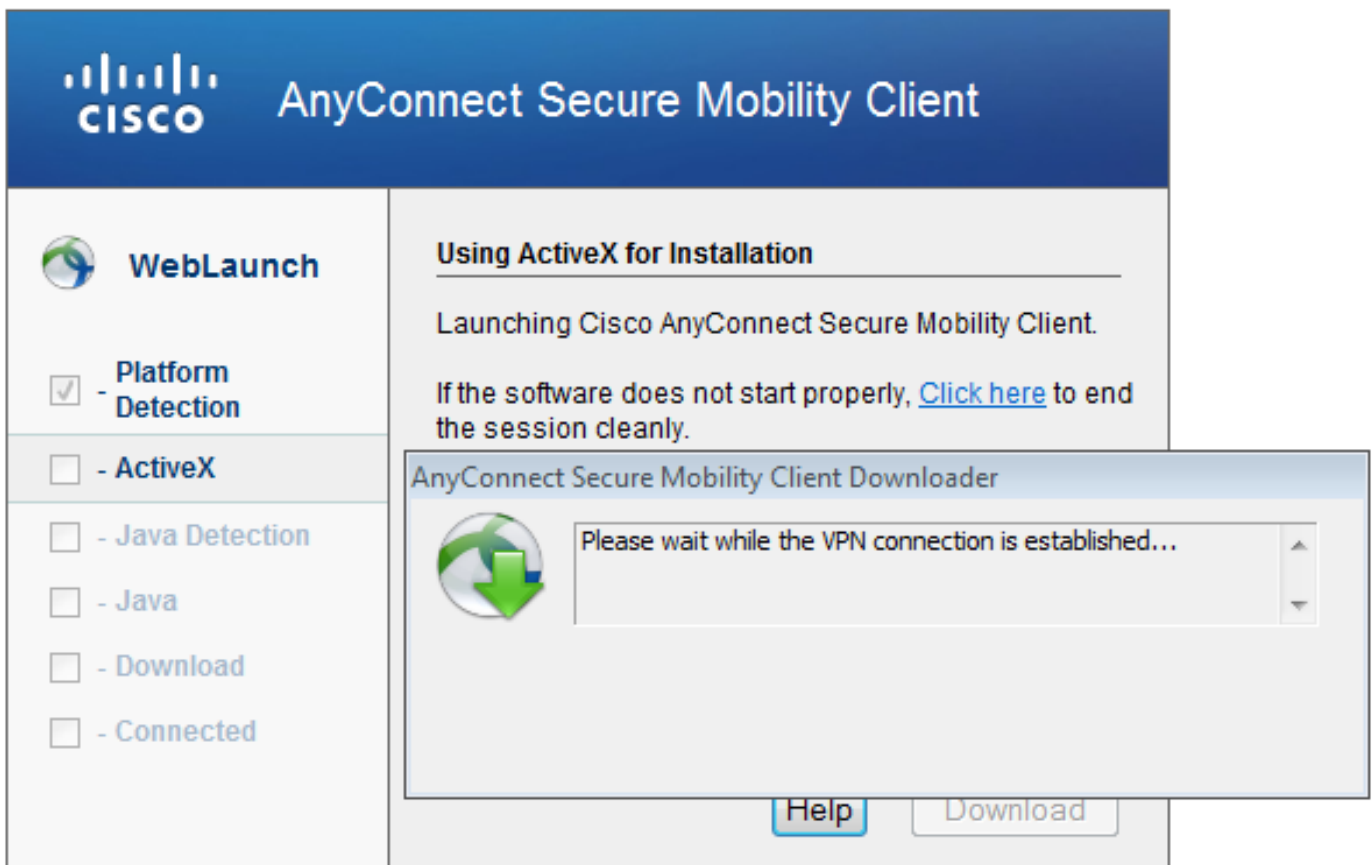 CISCO
AnyConnect Secure Mobility Client
WebLaunch
- Platform
Detection
- ActiveX
- Java Detection
- Java
- Download
- Connected
Using ActiveX for Installation
Launching Cisco AnyConnect Secure Mobility Client.
If the software does not start properly, Click here to end
the session cleanly.
AnyConnect Secure Mobility Client Downloader
Please wait while the VPN connection is established...
Help
Download